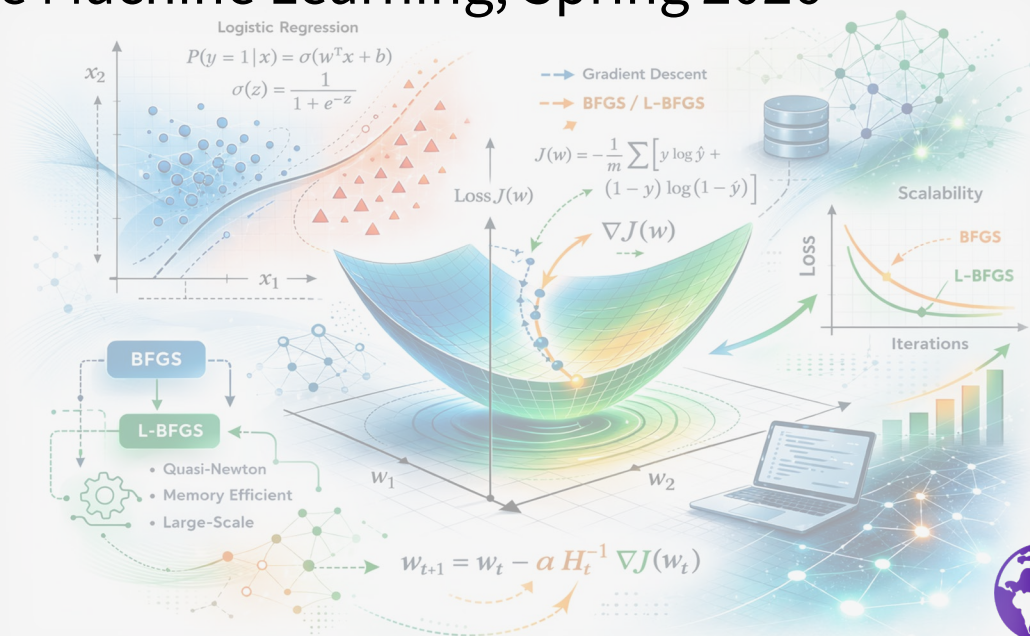 e Machine Learning, Spring 2026
Logistic Regression
P(y = 1|x) = σ(wᵀx + b)
σ(z) = 1 / (1 + e⁻ᶻ)
x₂
x₁
Gradient Descent
BFGS / L-BFGS
J(w) = −1/m ∑[y log ŷ +
(1 − y) log(1 − ŷ)]
Loss J(w)
∇J(w)
Scalability
LOSS
BFGS
L-BFGS
Iterations
BFGS
L-BFGS
• Quasi-Newton
• Memory Efficient
• Large-Scale
w₁
w₂
wₜ₊₁ = wₜ − α Hₜ⁻¹ ∇J(wₜ)